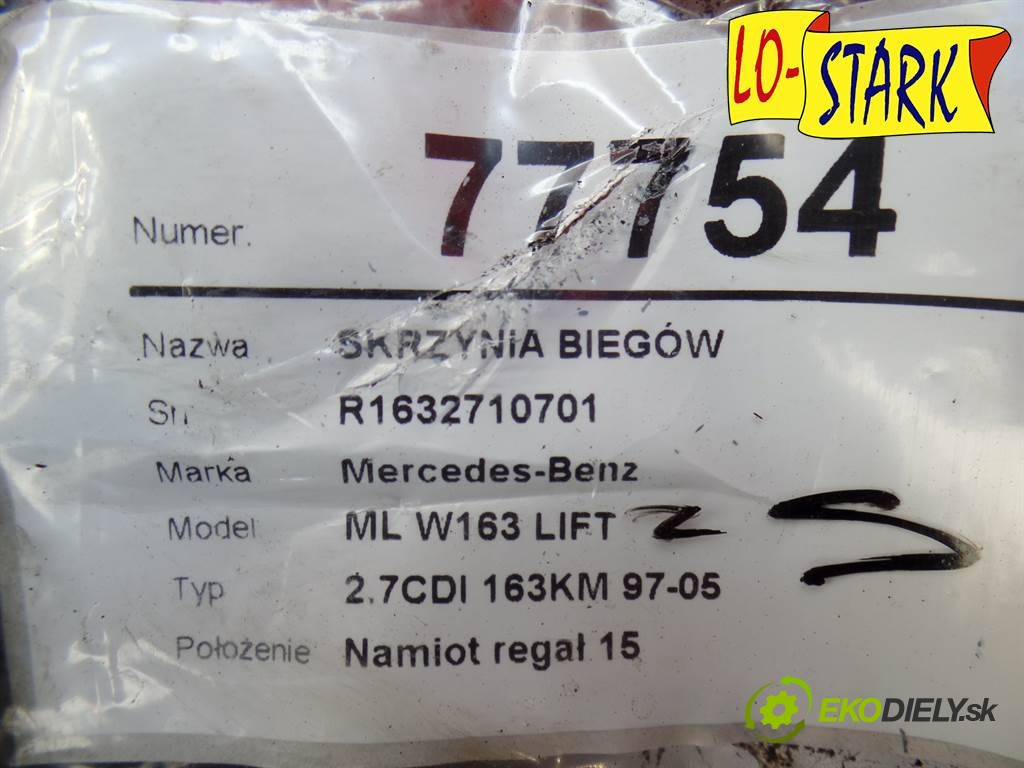 LO-STARK
Numer. 77754
Nazwa SKRZYNIA BIEGÓW
Sn R1632710701
Marka Mercedes-Benz
Model ML W163 LIFT
Typ 2.7CDI 163KM 97-05
Położenie Namiot regał 15
EKODIELY.sk